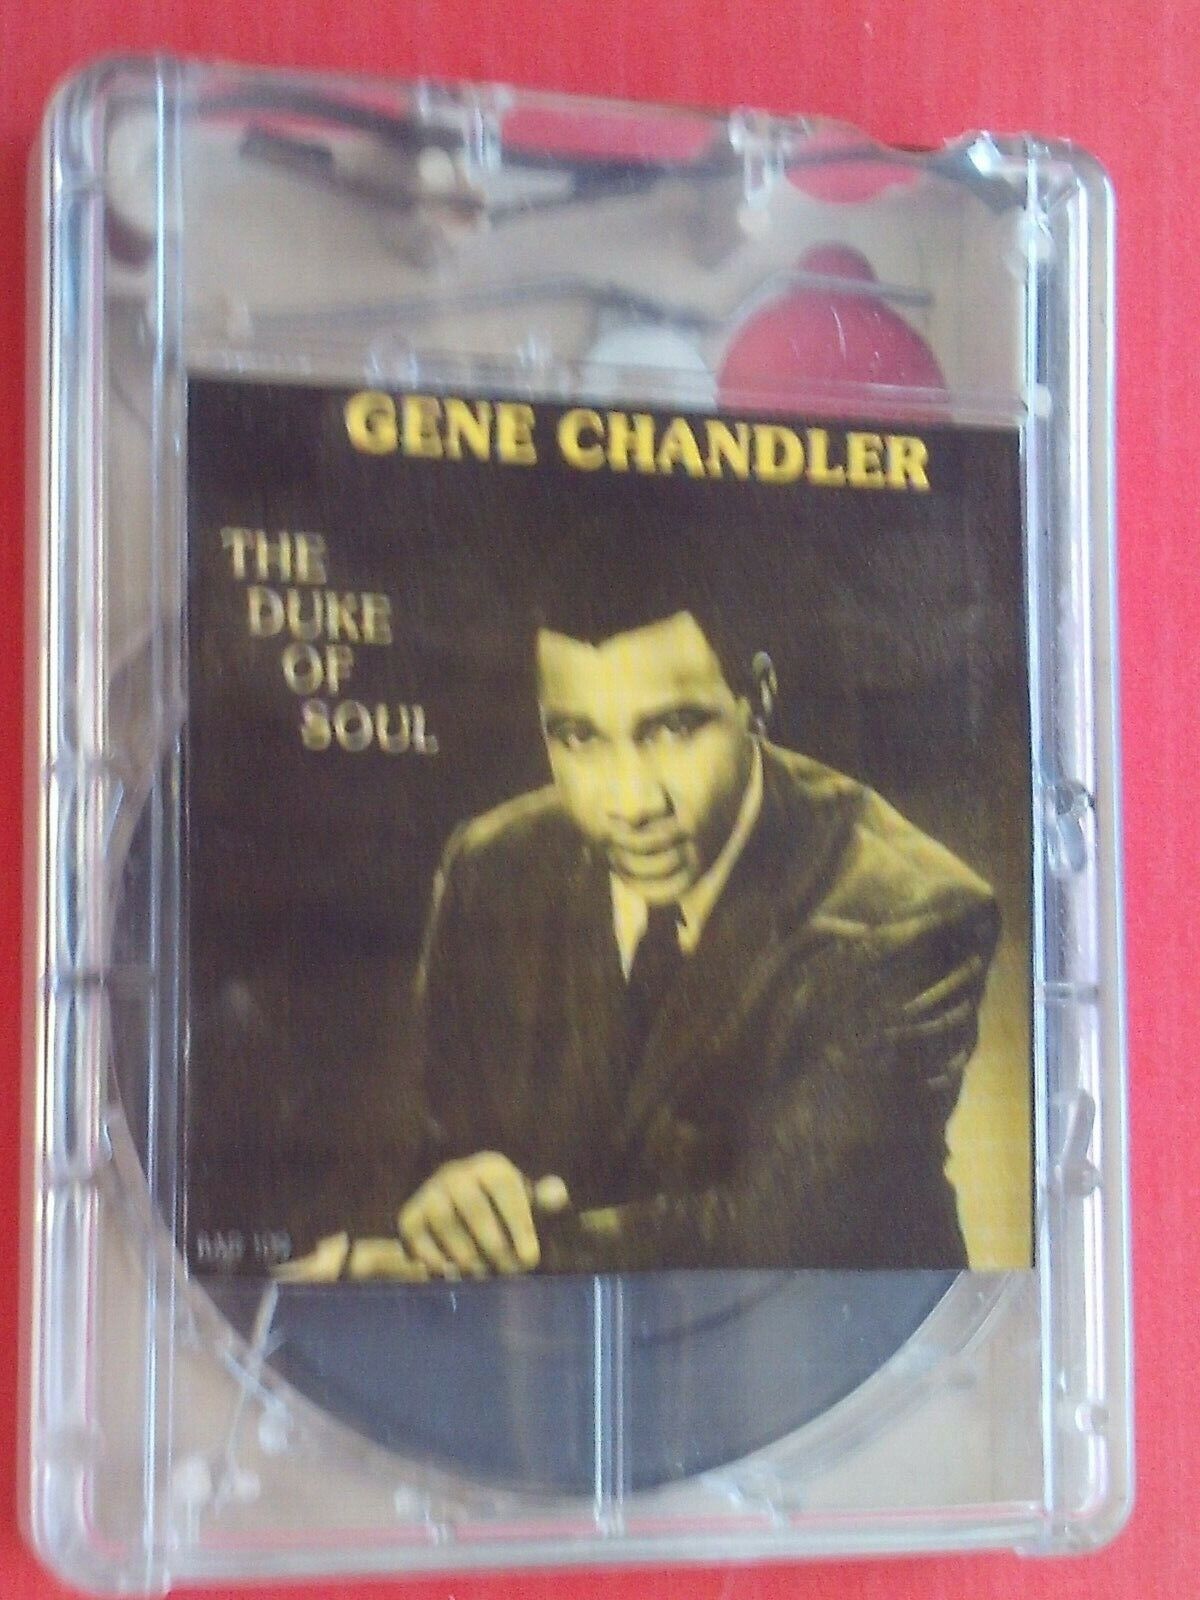 GENE CHANDLER
THE
DUKE
OF
SOUL